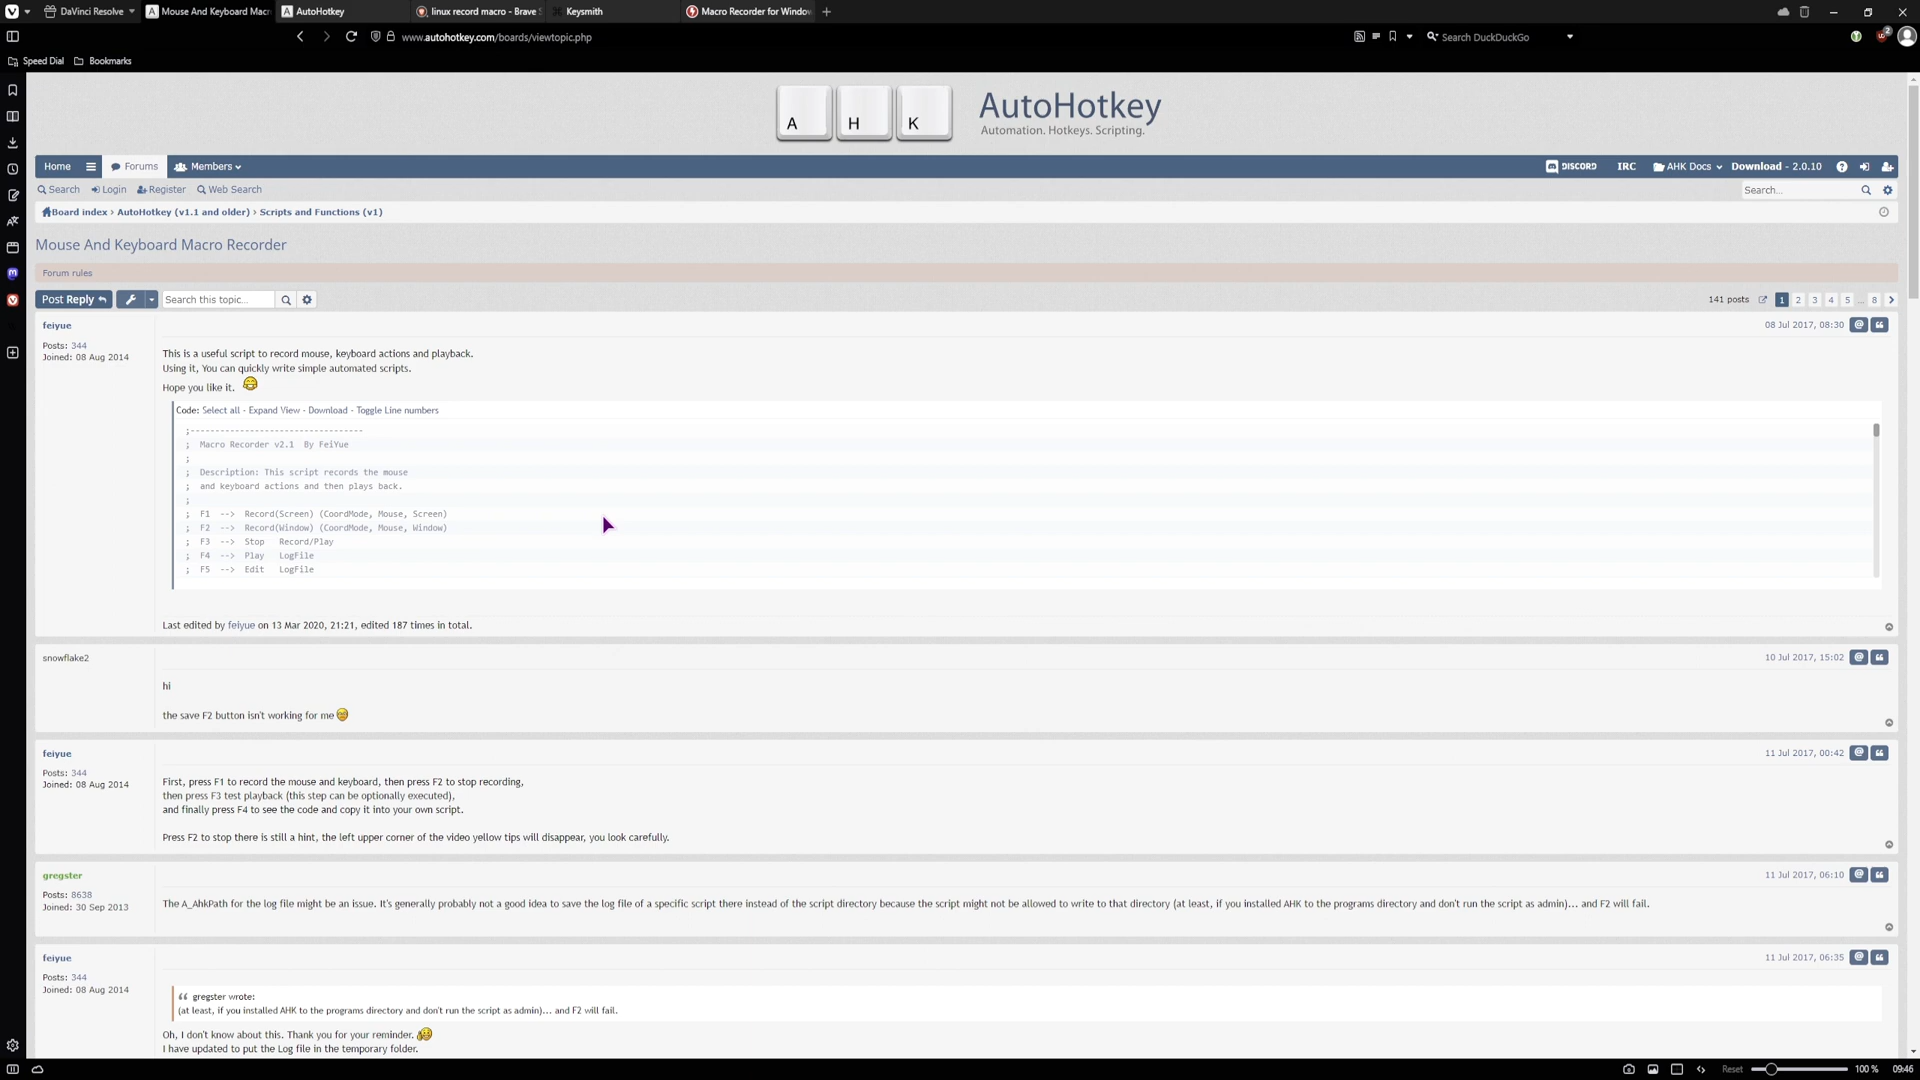 DaVinci Resolve
Mouse And Keyboard Macr
AutoHotkey
linux record macro - Brave S
Keysmith
Macro Recorder for Window
www.autohotkey.com/boards/viewtopic.php
Search DuckDuckGo
2
Speed Dial
Bookmarks
A H K
AutoHotkey
Automation. Hotkeys. Scripting.
Home
Forums
Members
DISCORD
IRC
AHK Docs
Download - 2.0.10
Search
Login
Register
Web Search
Search...
Board index › AutoHotkey (v1.1 and older) › Scripts and Functions (v1)
Mouse And Keyboard Macro Recorder
Forum rules
Post Reply
Search this topic...
141 posts
1 2 3 4 5 ... 8
feiyue
08 Jul 2017, 08:30
Posts: 344
Joined: 08 Aug 2014
This is a useful script to record mouse, keyboard actions and playback.
Using it, You can quickly write simple automated scripts.
Hope you like it.
Code: Select all - Expand View - Download - Toggle Line numbers
;-----------------------------------
; Macro Recorder v2.1 By FeiYue
;
; Description: This script records the mouse
; and keyboard actions and then plays back.
;
; F1 --> Record(Screen) (CoordMode, Mouse, Screen)
; F2 --> Record(Window) (CoordMode, Mouse, Window)
; F3 --> Stop Record/Play
; F4 --> Play LogFile
; F5 --> Edit LogFile
Last edited by feiyue on 13 Mar 2020, 21:21, edited 187 times in total.
snowflake2
10 Jul 2017, 15:02
hi
the save F2 button isn't working for me
feiyue
11 Jul 2017, 00:42
Posts: 344
Joined: 08 Aug 2014
First, press F1 to record the mouse and keyboard, then press F2 to stop recording,
then press F3 test playback (this step can be optionally executed),
and finally press F4 to see the code and copy it into your own script.
Press F2 to stop there is still a hint, the left upper corner of the video yellow tips will disappear, you look carefully.
gregster
11 Jul 2017, 06:10
Posts: 8638
Joined: 30 Sep 2013
The A_AhkPath for the log file might be an issue. It's generally probably not a good idea to save the log file of a specific script there instead of the script directory because the script might not be allowed to write to that directory (at least, if you installed AHK to the programs directory and don't run the script as admin)... and F2 will fail.
feiyue
11 Jul 2017, 06:35
Posts: 344
Joined: 08 Aug 2014
gregster wrote:
(at least, if you installed AHK to the programs directory and don't run the script as admin)... and F2 will fail.
Oh, I don't know about this. Thank you for your reminder.
I have updated to put the Log file in the temporary folder.
Reset
100 %
09:46